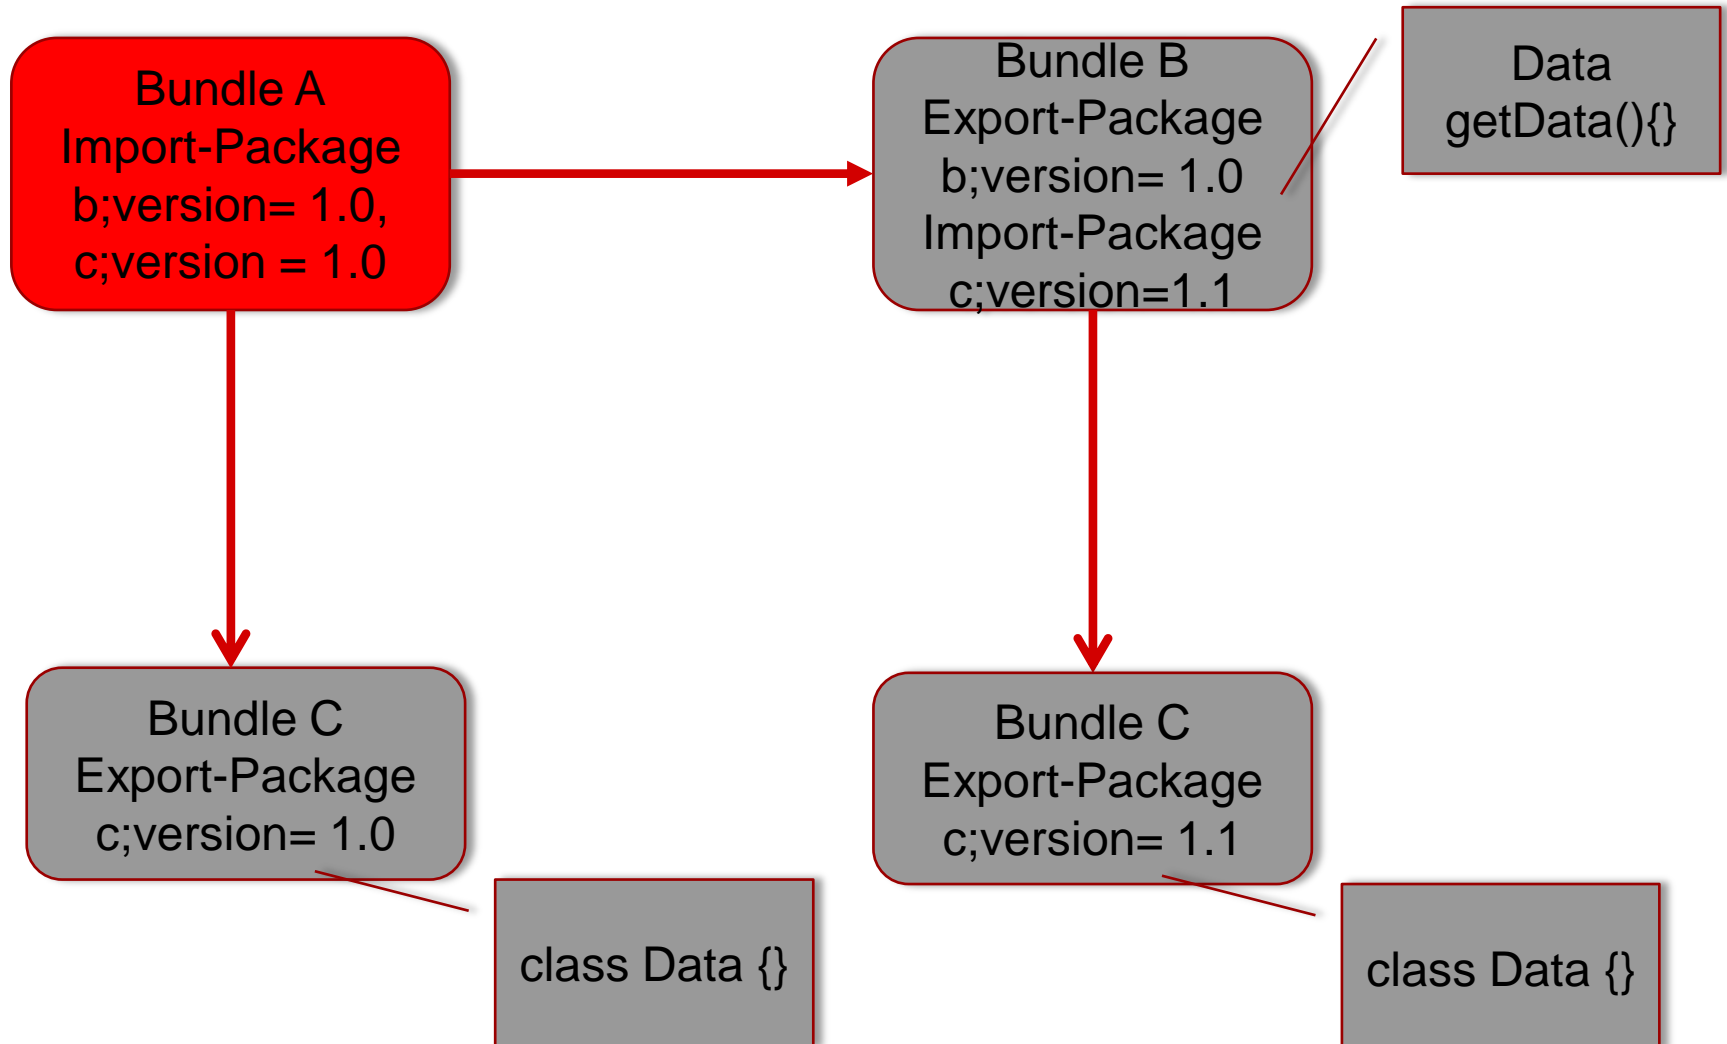 Bundle A
Import-Package
b;version= 1.0,
c;version = 1.0
Bundle B
Export-Package
b;version= 1.0
Import-Package
c;version=1.1
Data
getData(){}
Bundle C
Export-Package
c;version= 1.0
class Data {}
Bundle C
Export-Package
c;version= 1.1
class Data {}